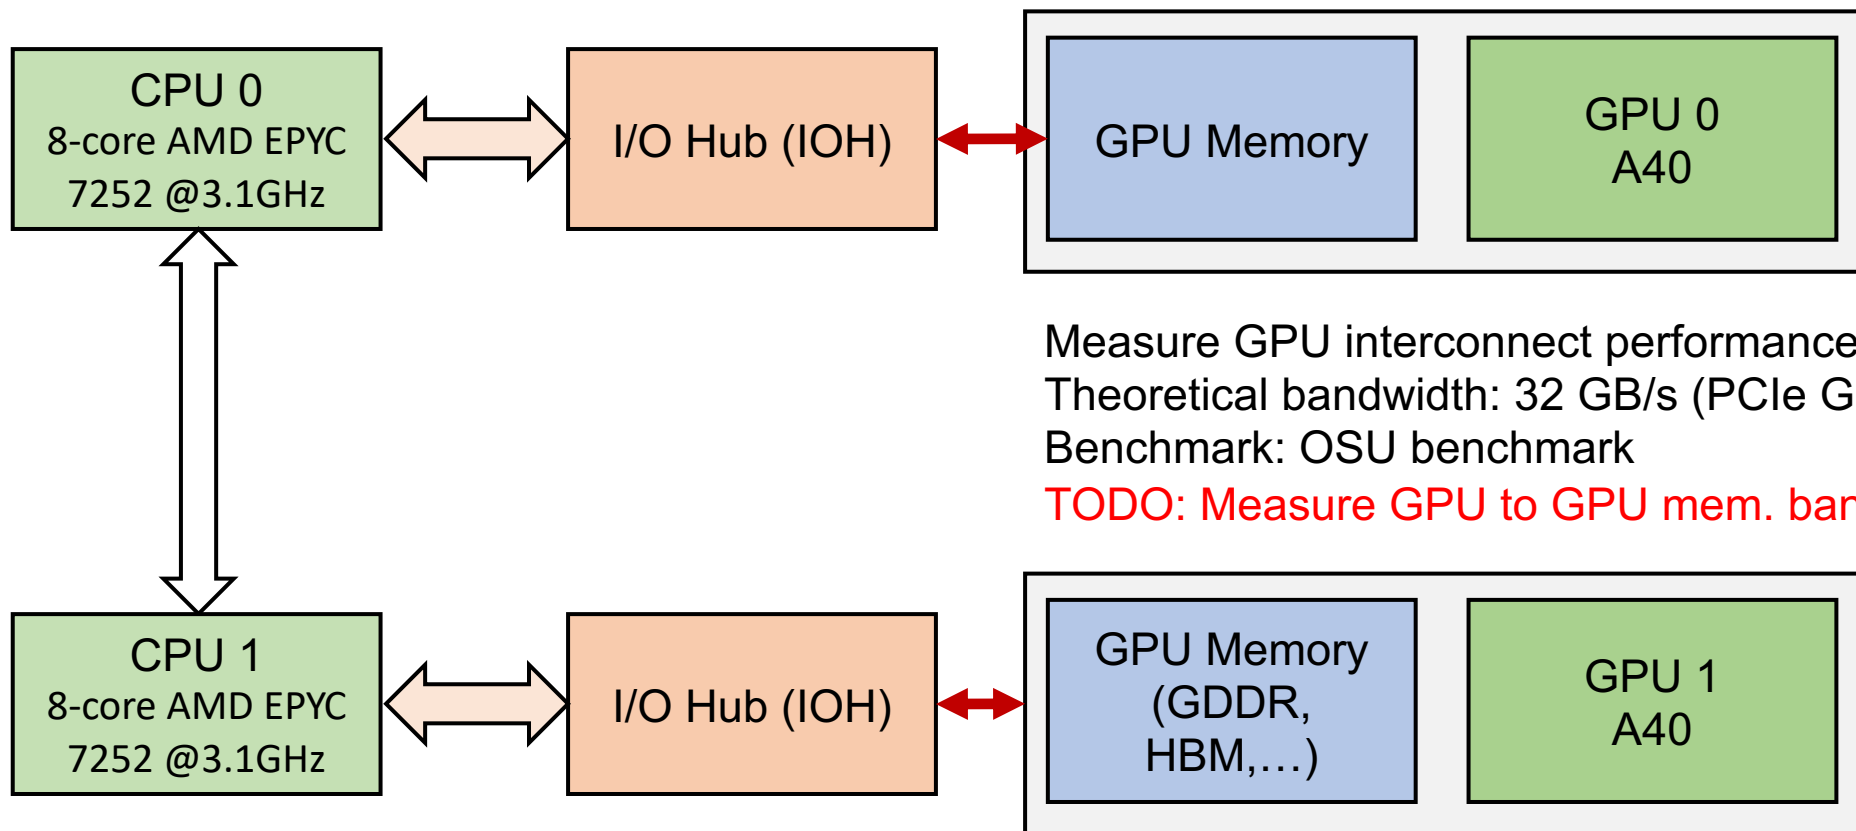 CPU 0
8-core AMD EPYC
7252 @3.1GHz
I/O Hub (IOH)
GPU Memory
GPU 0
A40
Measure GPU interconnect performance
Theoretical bandwidth: 32 GB/s (PCIe G
Benchmark: OSU benchmark
TODO: Measure GPU to GPU mem. ban
CPU 1
8-core AMD EPYC
7252 @3.1GHz
I/O Hub (IOH)
GPU Memory
(GDDR,
HBM,…)
GPU 1
A40